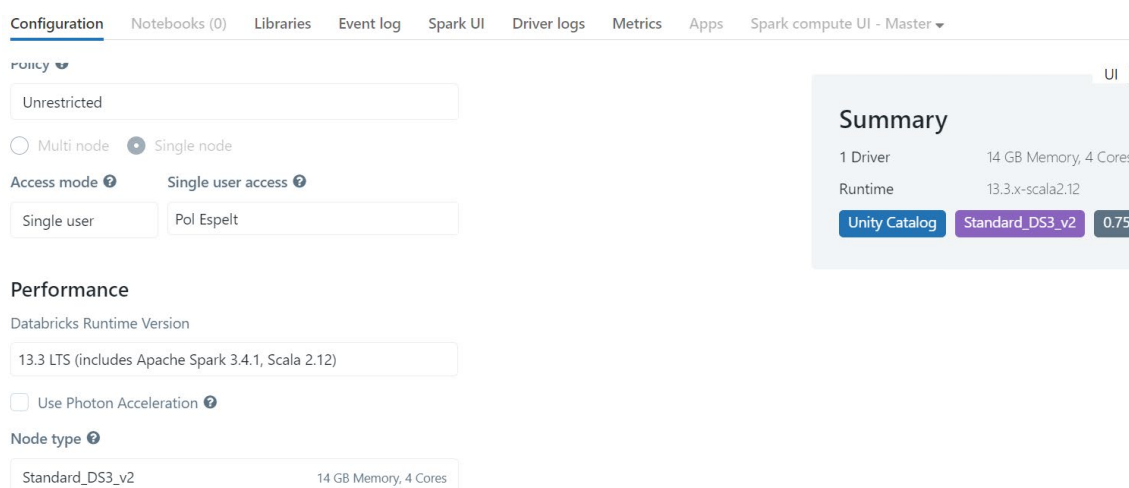 Configuration Notebooks (0) Libraries Event log Spark UI Driver logs Metrics Apps Spark compute UI - Master
Policy
Unrestricted
Multi node Single node
Access mode Single user access
Single user Pol Espelt
Performance
Databricks Runtime Version
13.3 LTS (includes Apache Spark 3.4.1, Scala 2.12)
Use Photon Acceleration
Node type
Standard_DS3_v2 14 GB Memory, 4 Cores
UI
Summary
1 Driver 14 GB Memory, 4 Cores
Runtime 13.3.x-scala2.12
Unity Catalog Standard_DS3_v2 0.75